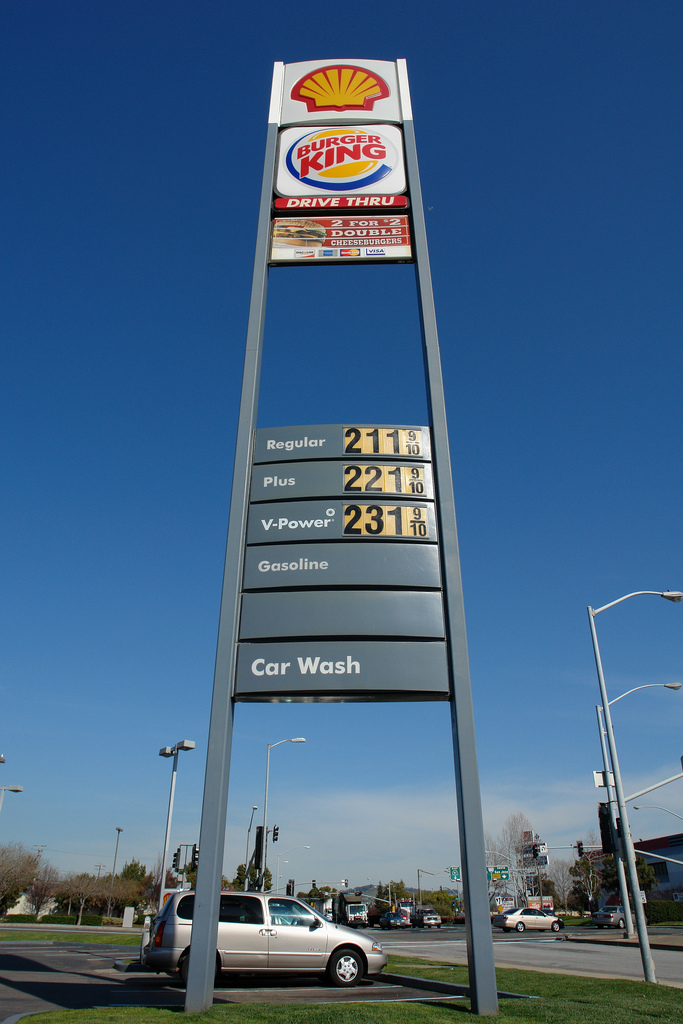 BURGER
KING
DRIVE THRU
2 FOR $2
DOUBLE
CHEESEBURGERS
VISA
Regular 211 9/10
Plus 221 9/10
V-Power 231 9/10
Gasoline
Car Wash